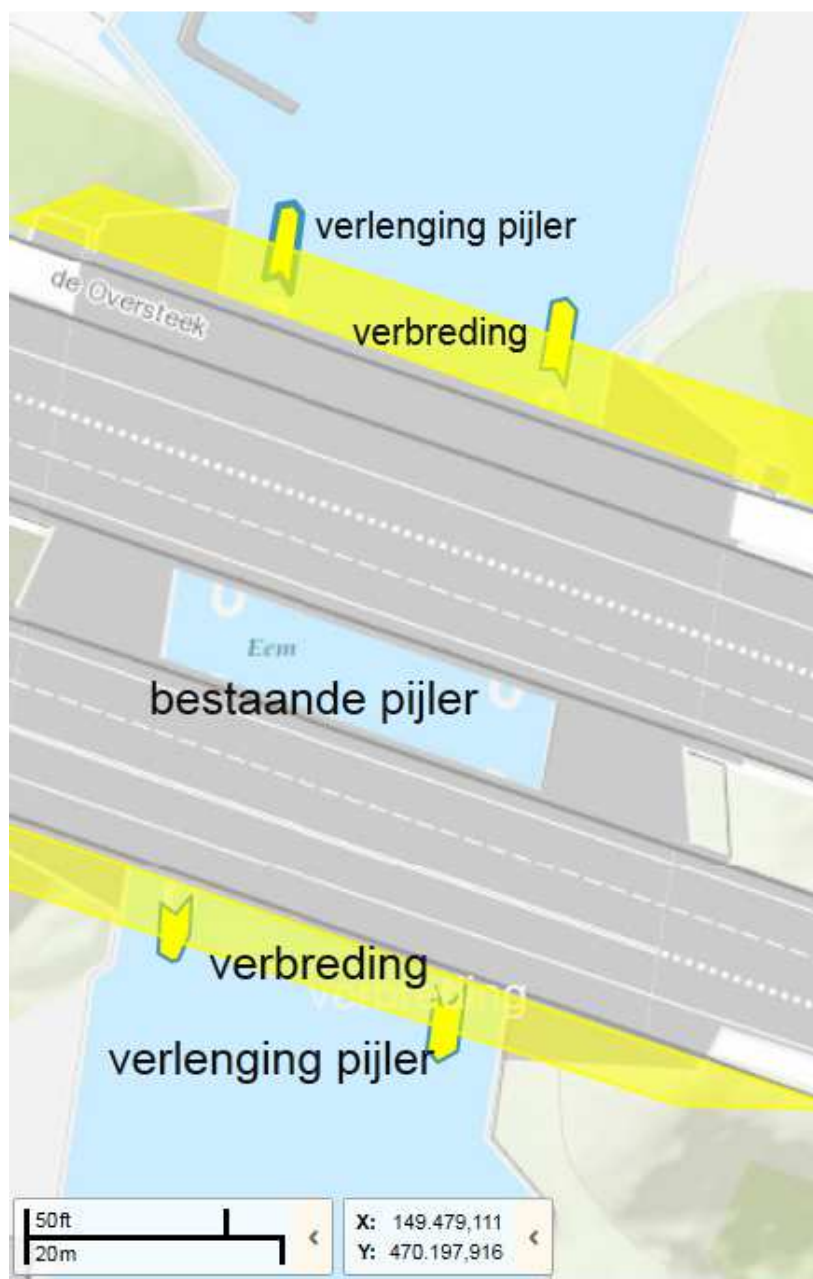 verlenging pijler
de Oversteek
verbreding
Eem
bestaande pijler
verbreding
verbreding
verlenging pijler
50ft
20m
X: 149.479,111
Y: 470.197,916